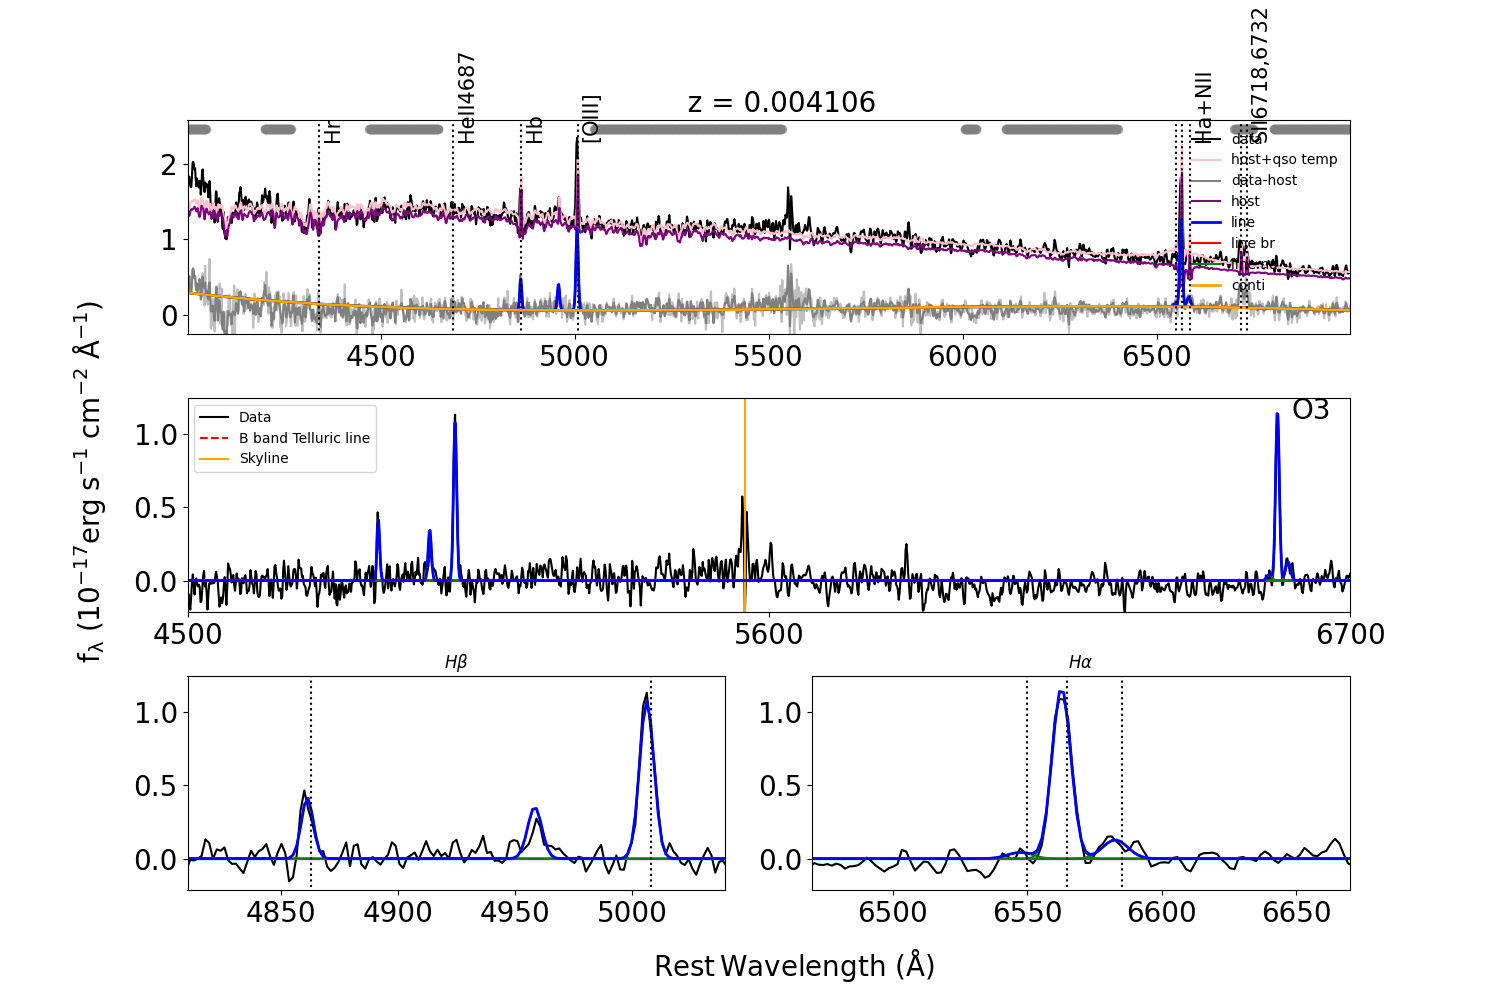 z = 0.004106
Hr
HeII4687
Hb
[OIII]
Ha+NII
SII6718,6732
data
host+qso temp
data-host
host
line
line br
conti
2
1
0
4500 5000 5500 6000 6500
f_λ (10^{-17}erg s^{-1} cm^{-2} Å^{-1})
Data
B band Telluric line
Skyline
O3
1.0
0.5
0.0
4500 5600 6700
Hβ
1.0
0.5
0.0
4850 4900 4950 5000
Hα
1.0
0.5
0.0
6500 6550 6600 6650
Rest Wavelength (Å)